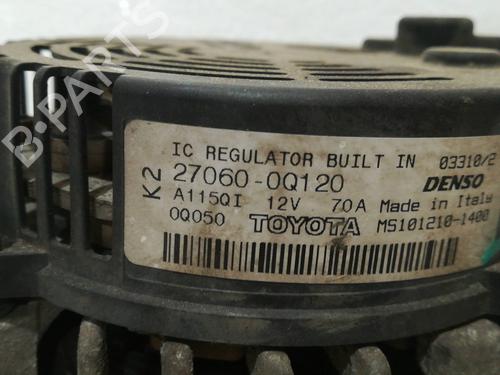 B-PARTS
IC REGULATOR BUILT IN 03310/2
K2 27060-0Q120 DENSO
A115QI 12V 70A Made in Italy
0Q050 TOYOTA MS101210-1400